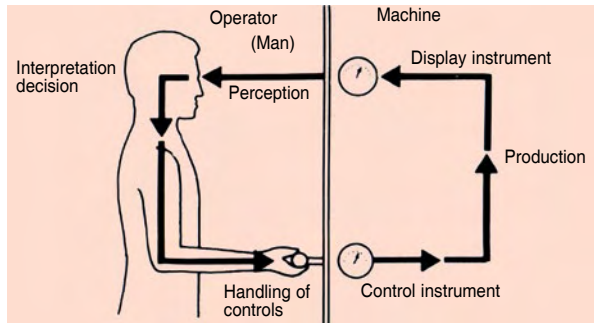 Operator
(Man)
Machine
Interpretation
decision
Perception
Display instrument
Production
Handling of
controls
Control instrument